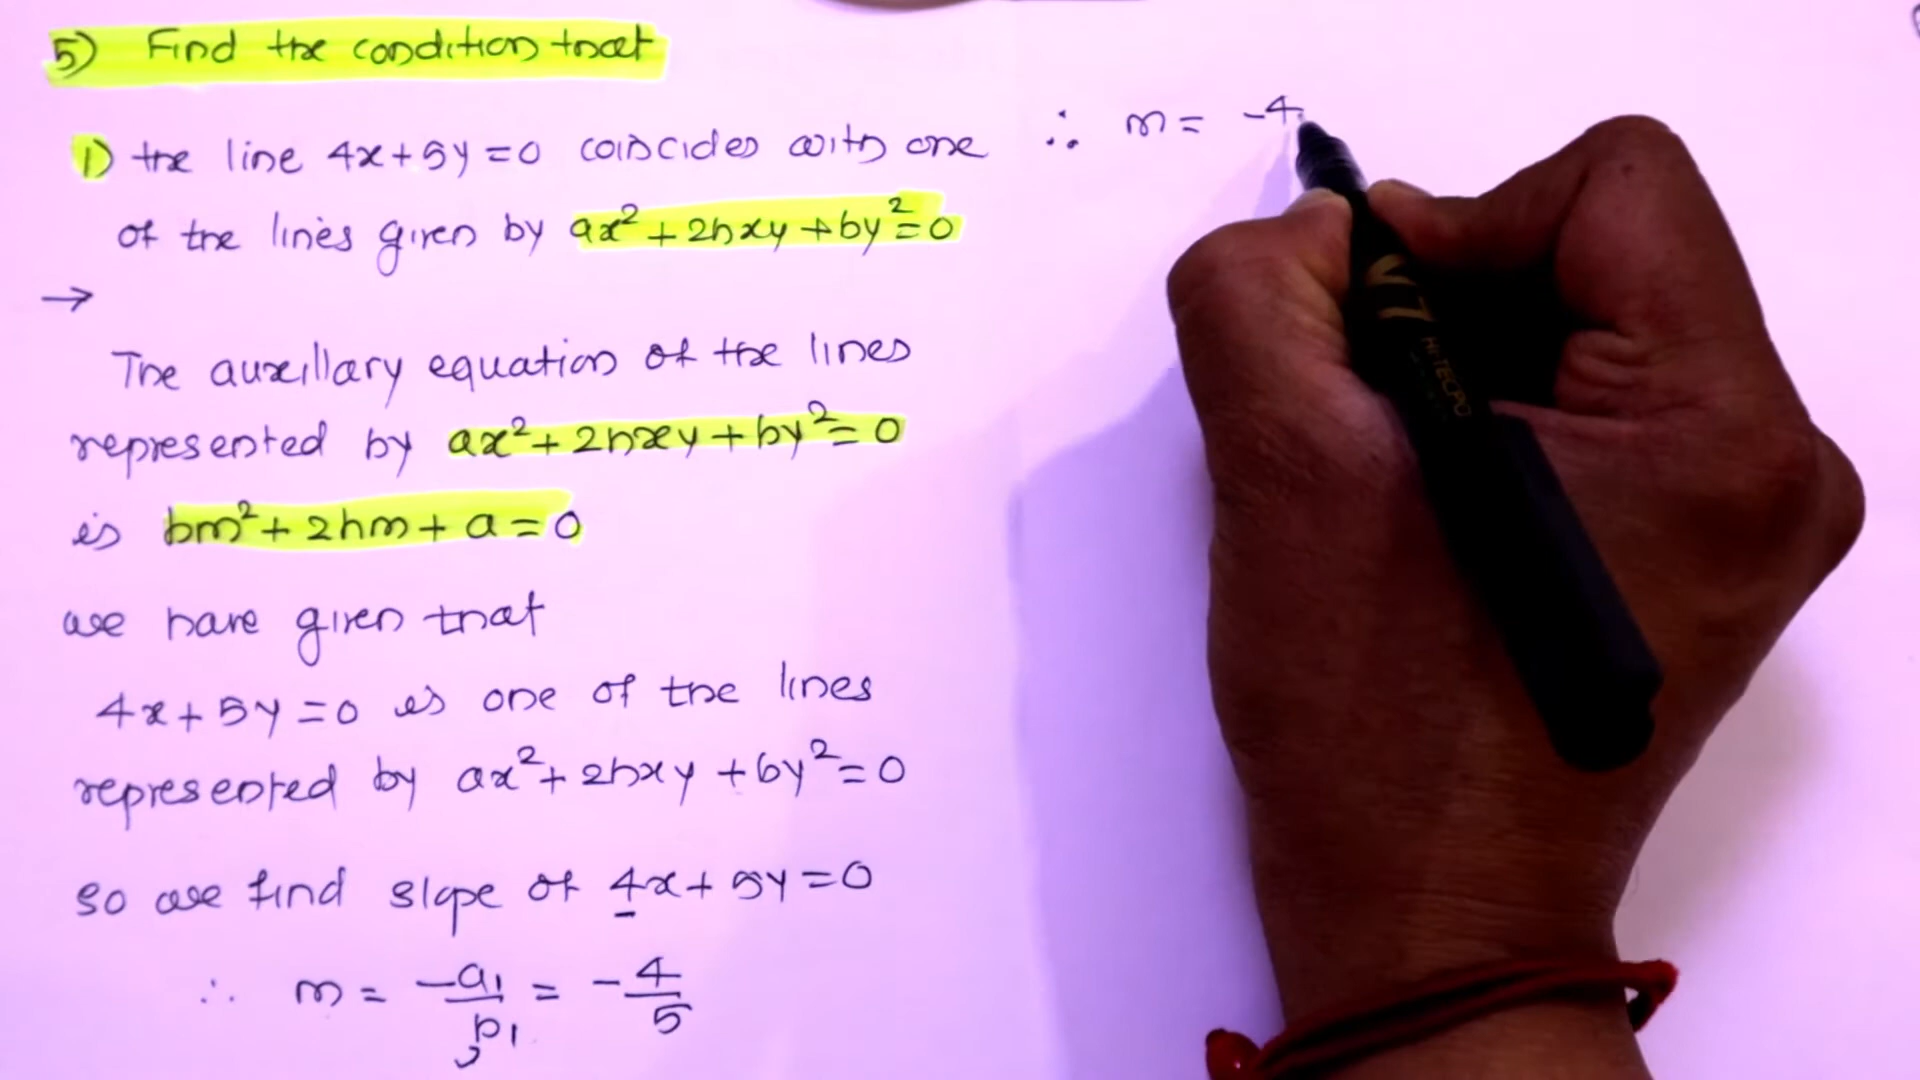 5) Find the condition that
1) the line 4x+5y=0 coincides with one
of the lines given by ax²+2hxy+by²=0
→
The auxillary equation of the lines
represented by ax²+2hxy+by²=0
is bm²+2hm+a=0
we have given that
4x+5y=0 is one of the lines
represented by ax²+2hxy+by²=0
so we find slope of 4x+5y=0
∴ m = -a₁/b₁ = -4/5
∴ m = -4
V7 HI-TECPO